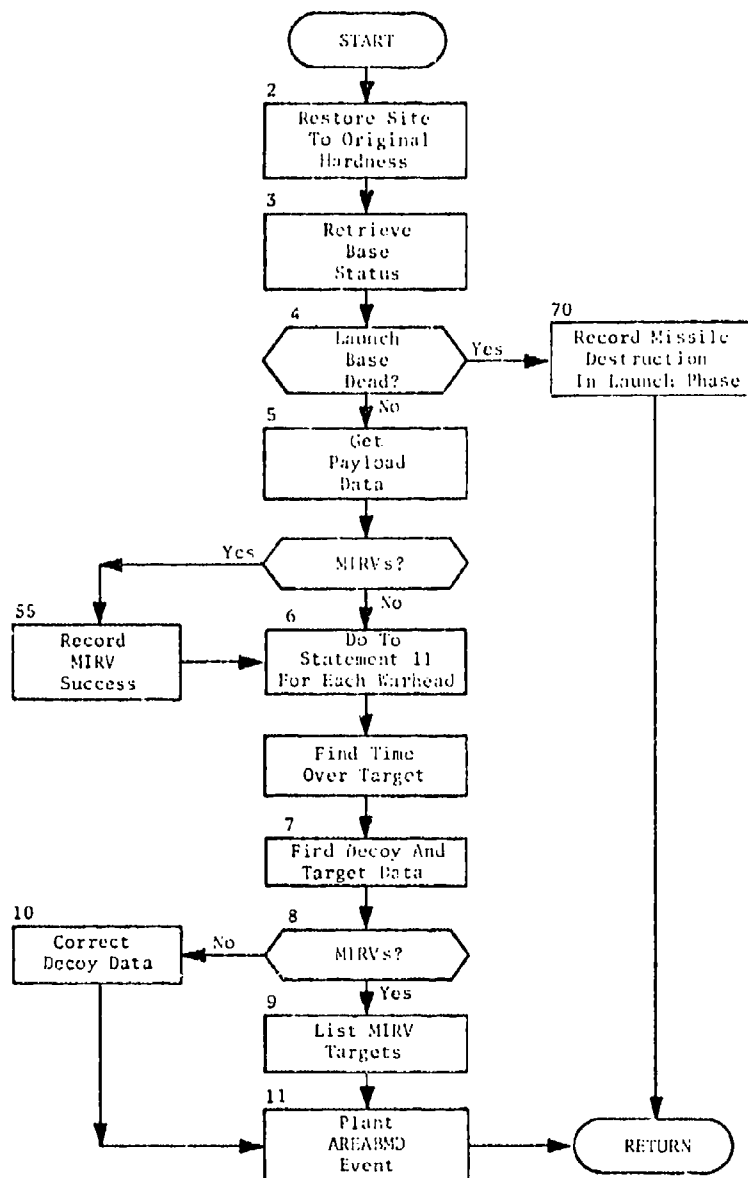 START
2
Restore Site
To Original
Hardness
3
Retrieve
Base
Status
4
Launch
Base
Dead?
Yes
70
Record Missile
Destruction
In Launch Phase
No
5
Get
Payload
Data
Yes
MIRVs?
No
55
Record
MIRV
Success
6
Do To
Statement 11
For Each Warhead
Find Time
Over Target
7
Find Decoy And
Target Data
10
Correct
Decoy Data
No
8
MIRVs?
Yes
9
List MIRV
Targets
11
Plant
AREABMD
Event
RETURN